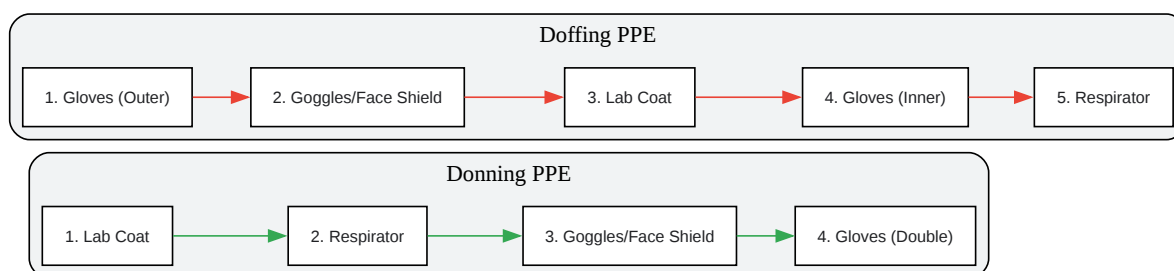 Doffing PPE
1. Gloves (Outer)
2. Goggles/Face Shield
3. Lab Coat
4. Gloves (Inner)
5. Respirator
Donning PPE
1. Lab Coat
2. Respirator
3. Goggles/Face Shield
4. Gloves (Double)